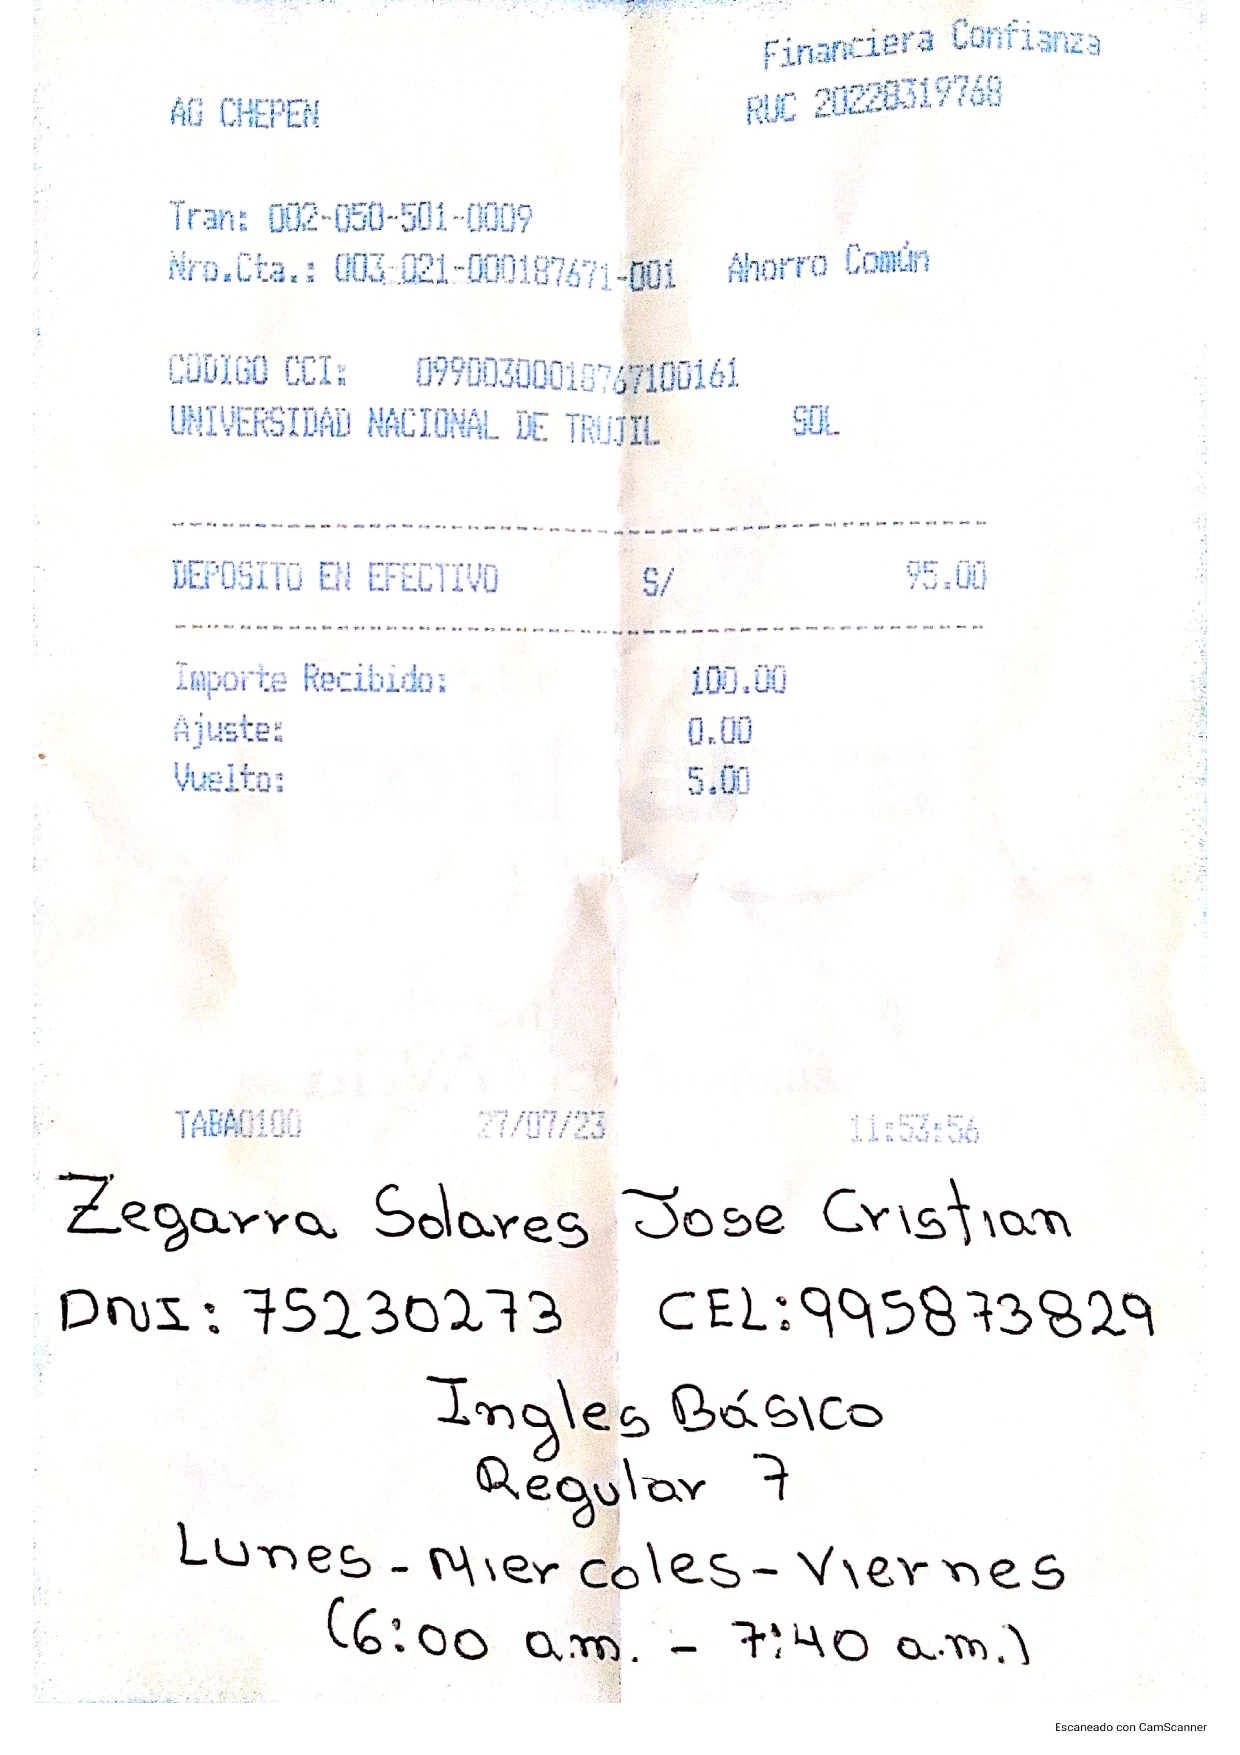 Financiera Confianza
RUC 20228319768
AG CHEPEN
Tran: 002-050-501-0009
Nro.Cta.: 003-021-000187671-001 Ahorro Común
CODIGO CCI: 09900300018767100161
UNIVERSIDAD NACIONAL DE TRUJIL SOL
DEPOSITO EN EFECTIVO S/ 95.00
Importe Recibido: 100.00
Ajuste: 0.00
Vuelto: 5.00
TABA0100 27/07/23 11:53:56
Zegarra Solares Jose Cristian
DNI: 75230273 CEL: 995873829
Ingles Básico
Regular 7
Lunes - Miercoles - Viernes
(6:00 a.m. - 7:40 a.m.)
Escaneado con CamScanner